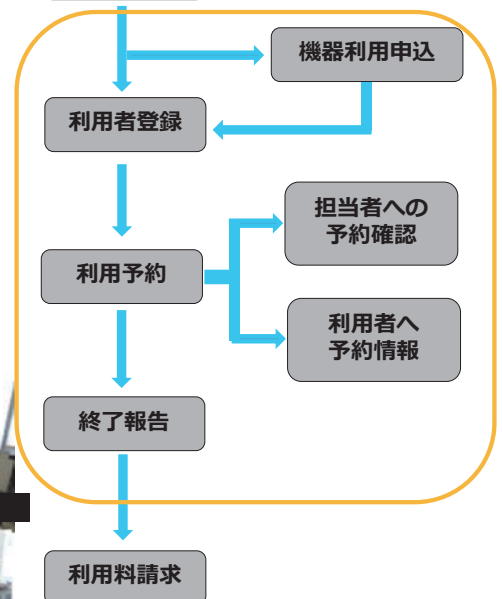 機器利用申込
利用者登録
担当者への
予約確認
利用予約
利用者へ
予約情報
終了報告
利用料請求